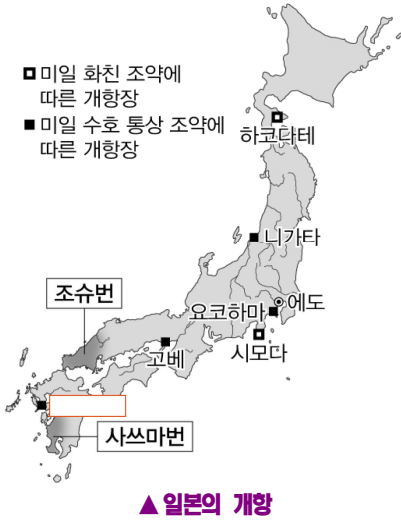 미일 화친 조약에
따른 개항장
미일 수호 통상 조약에
따른 개항장
하코다테
니가타
에도
요코하마
시모다
고베
조슈번
사쓰마번
▲ 일본의 개항